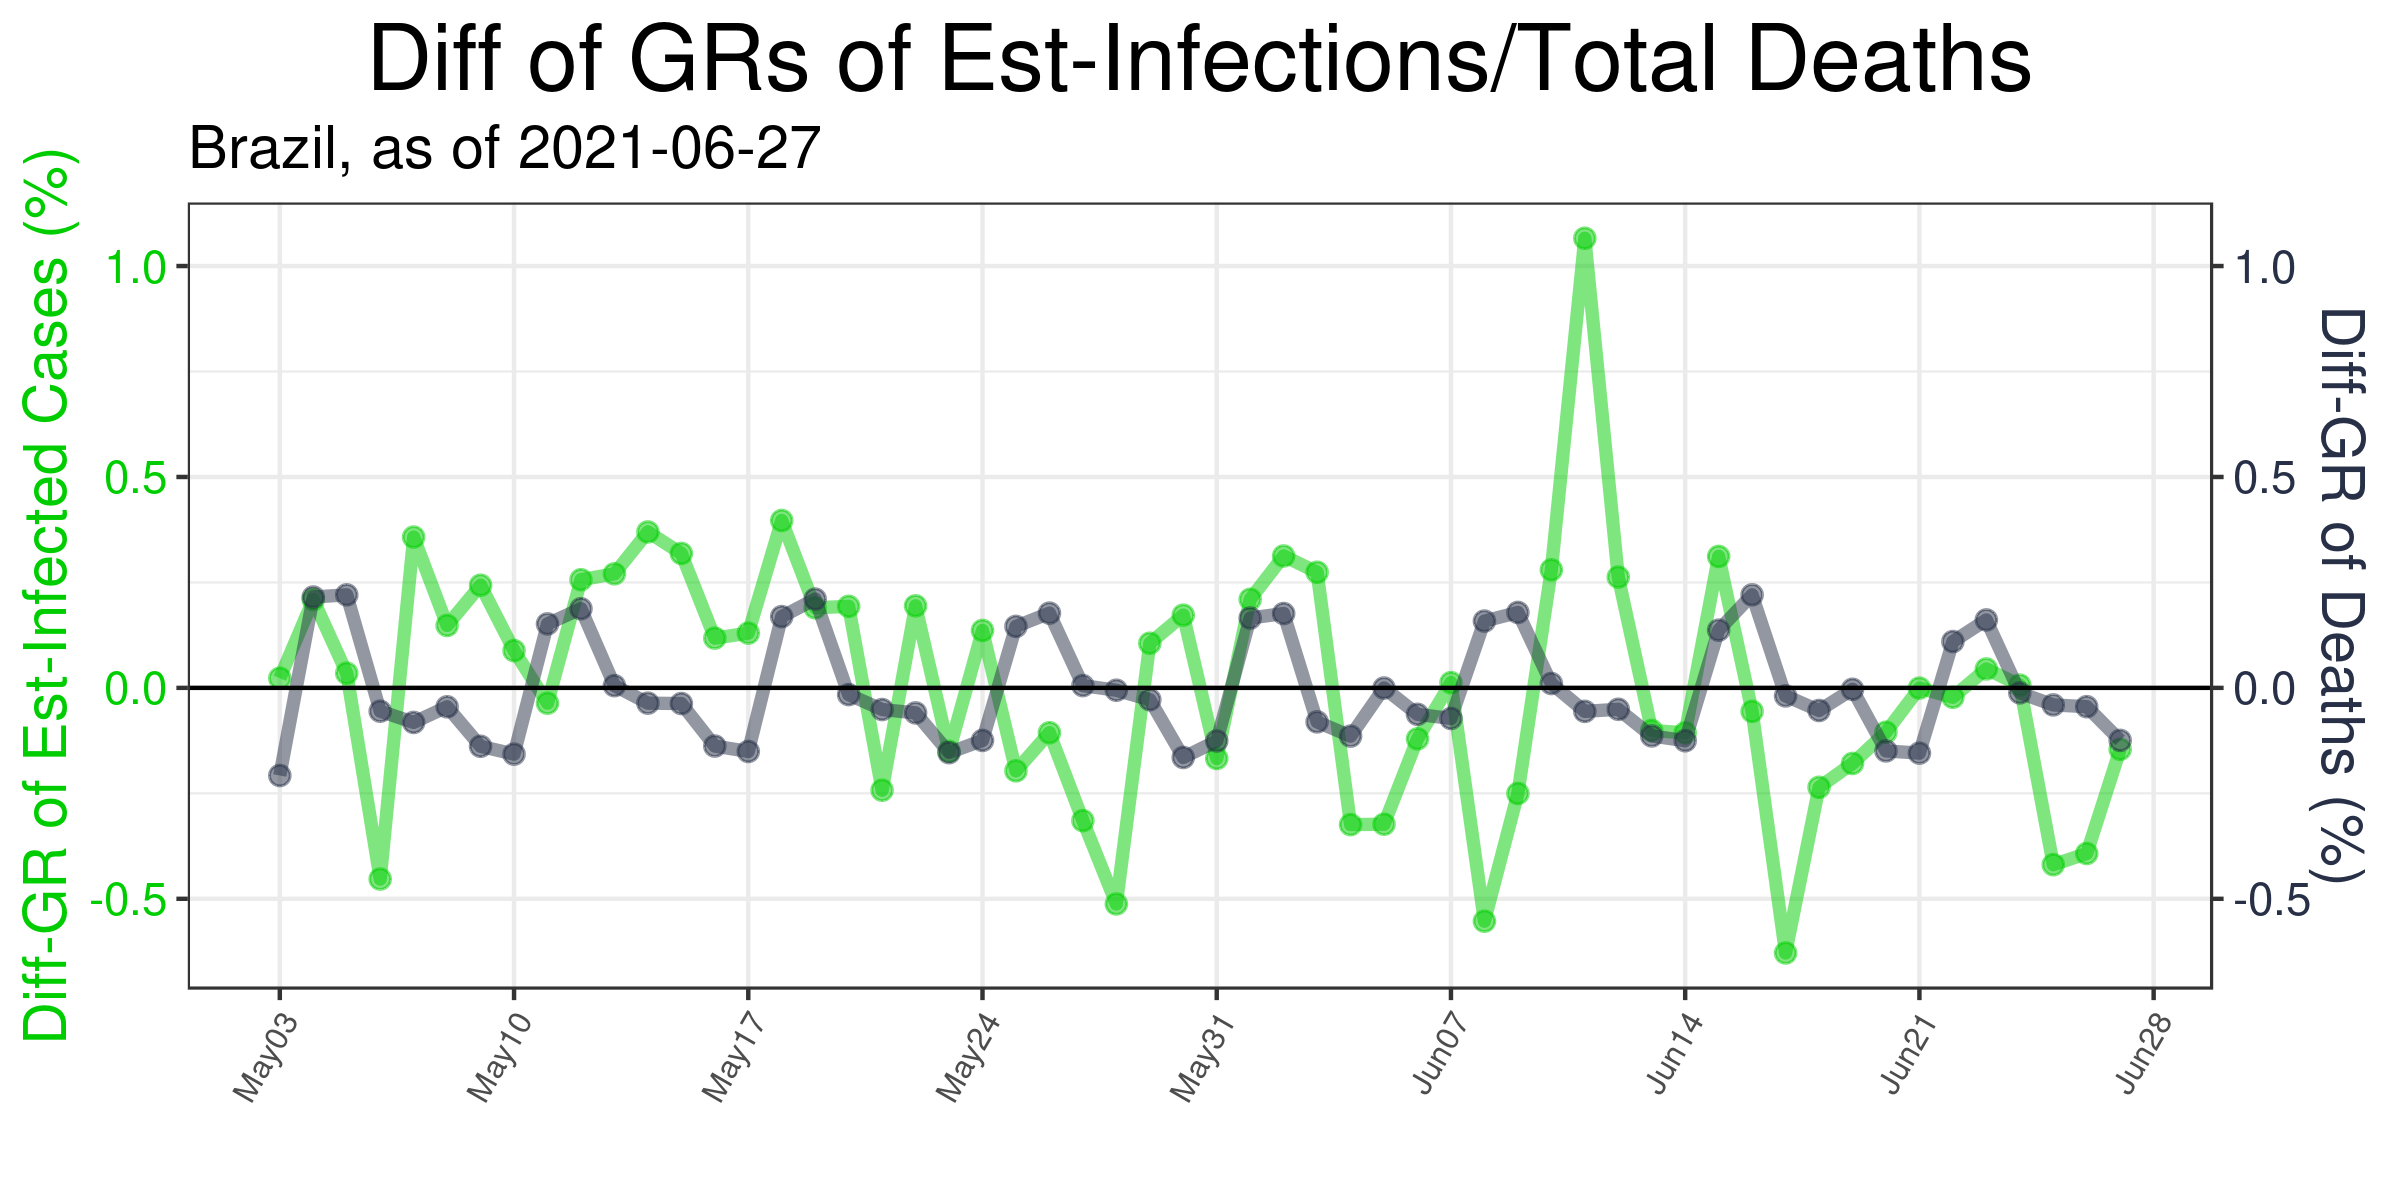 Diff of GRs of Est-Infections/Total Deaths
Brazil, as of 2021-06-27
Diff-GR of Est-Infected Cases (%)
1.0
0.5
0.0
-0.5
1.0
0.5
0.0
-0.5
Diff-GR of Deaths (%)
May03
May10
May17
May24
May31
Jun07
Jun14
Jun21
Jun28